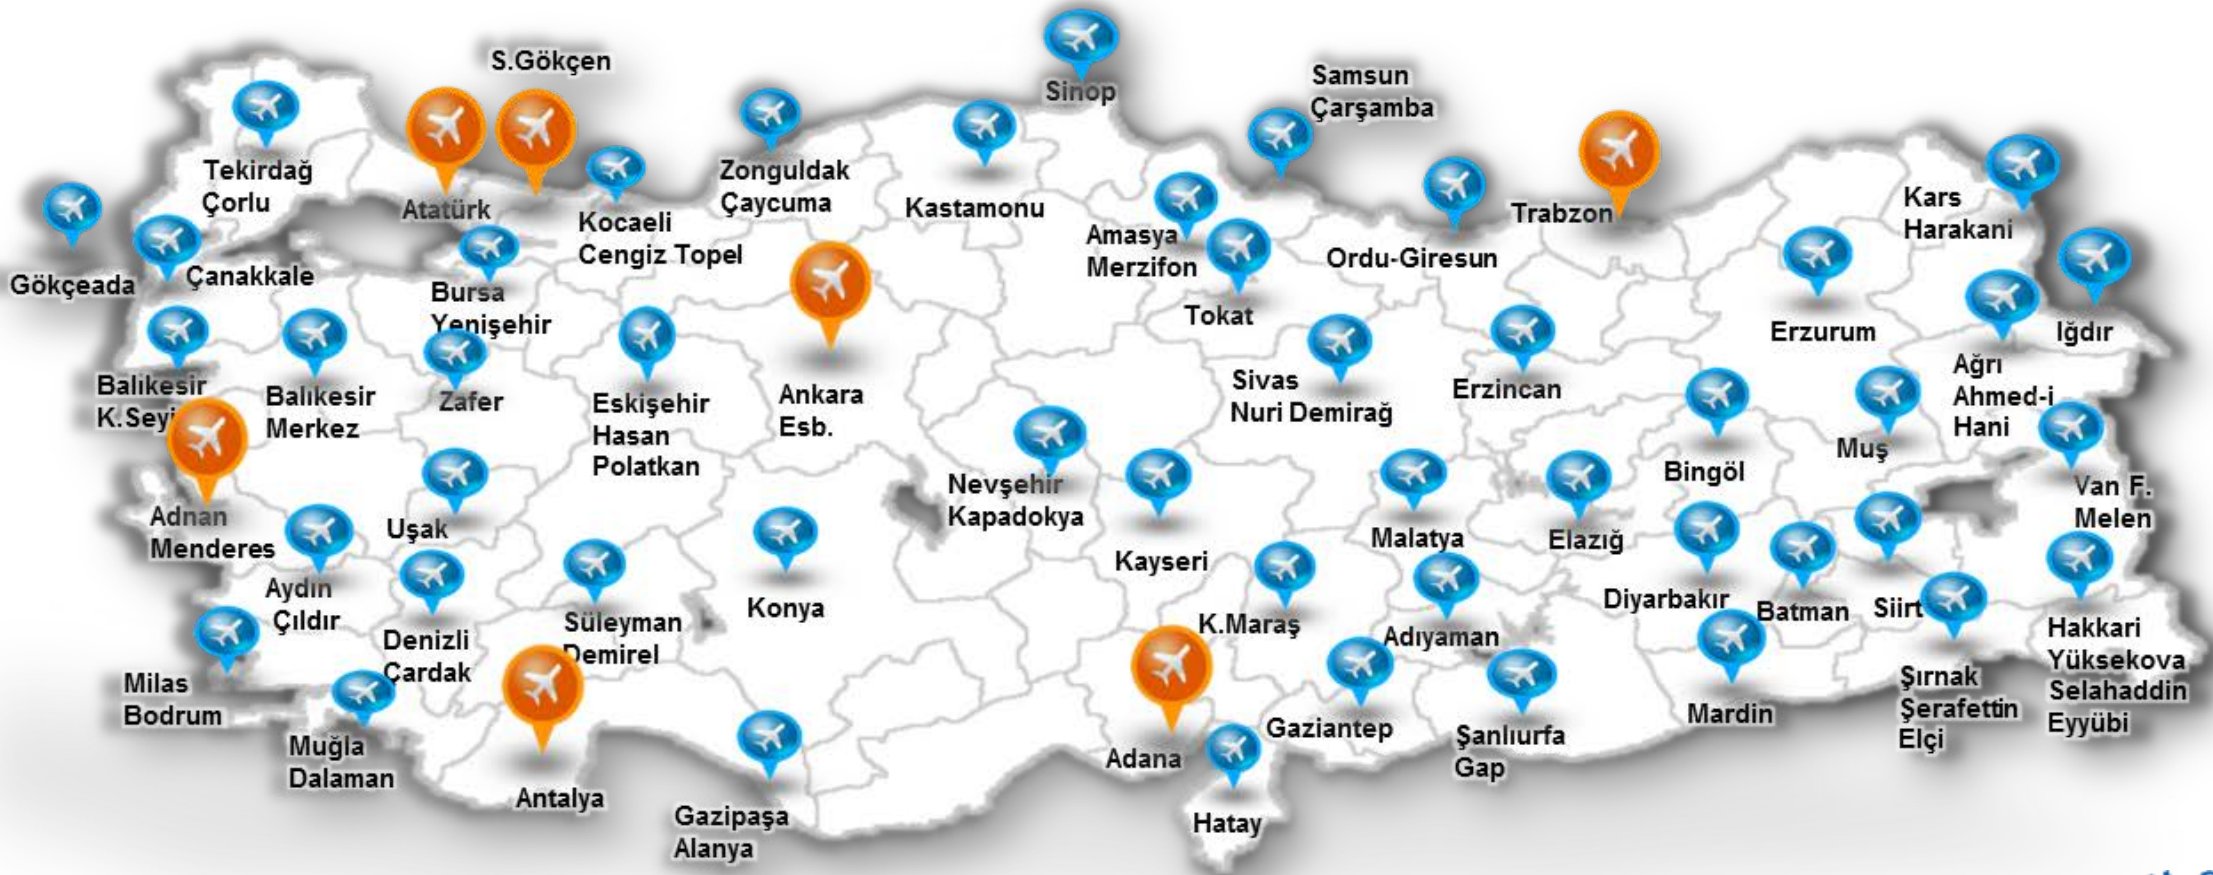 S.Gökçen
Sinop
Samsun
Çarşamba
Tekirdağ
Çorlu
Atatürk
Kocaeli
Cengiz Topel
Zonguldak
Çaycuma
Kastamonu
Amasya
Merzifon
Tokat
Ordu-Giresun
Trabzon
Kars
Harakani
Gökçeada
Çanakkale
Bursa
Yenişehir
Erzurum
Iğdır
Balıkesir
K.Seyi
Balıkesir
Merkez
Zafer
Eskişehir
Hasan
Polatkan
Ankara
Esb.
Sivas
Nuri Demirağ
Erzincan
Ağrı
Ahmed-i
Hani
Muş
Bingöl
Nevşehir
Kapadokya
Van F.
Melen
Adnan
Menderes
Uşak
Kayseri
Malatya
Elazığ
Aydın
Çıldır
Denizli
Çardak
Süleyman
Demirel
Konya
K.Maraş
Adıyaman
Diyarbakır
Batman
Siirt
Hakkari
Yüksekova
Selahaddin
Eyyübi
Milas
Bodrum
Muğla
Dalaman
Antalya
Gazipaşa
Alanya
Adana
Hatay
Gaziantep
Şanlıurfa
Gap
Mardin
Şırnak
Şerafettin
Elçi